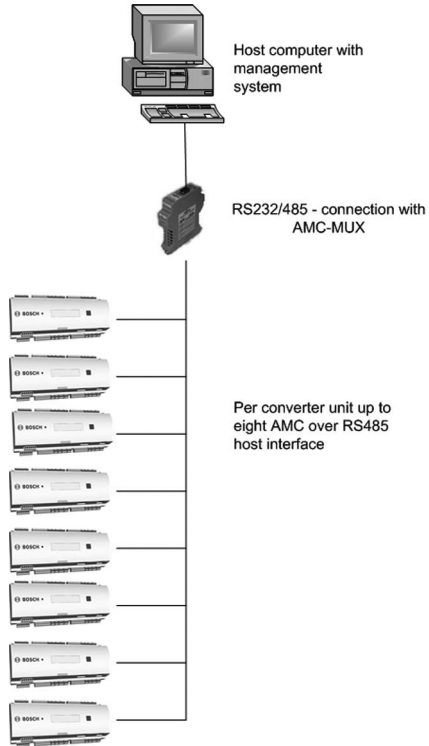 Host computer with
management
system
RS232/485 - connection with
AMC-MUX
BOSCH
BOSCH
BOSCH
Per converter unit up to
eight AMC over RS485
host interface
BOSCH
BOSCH
BOSCH
BOSCH
BOSCH